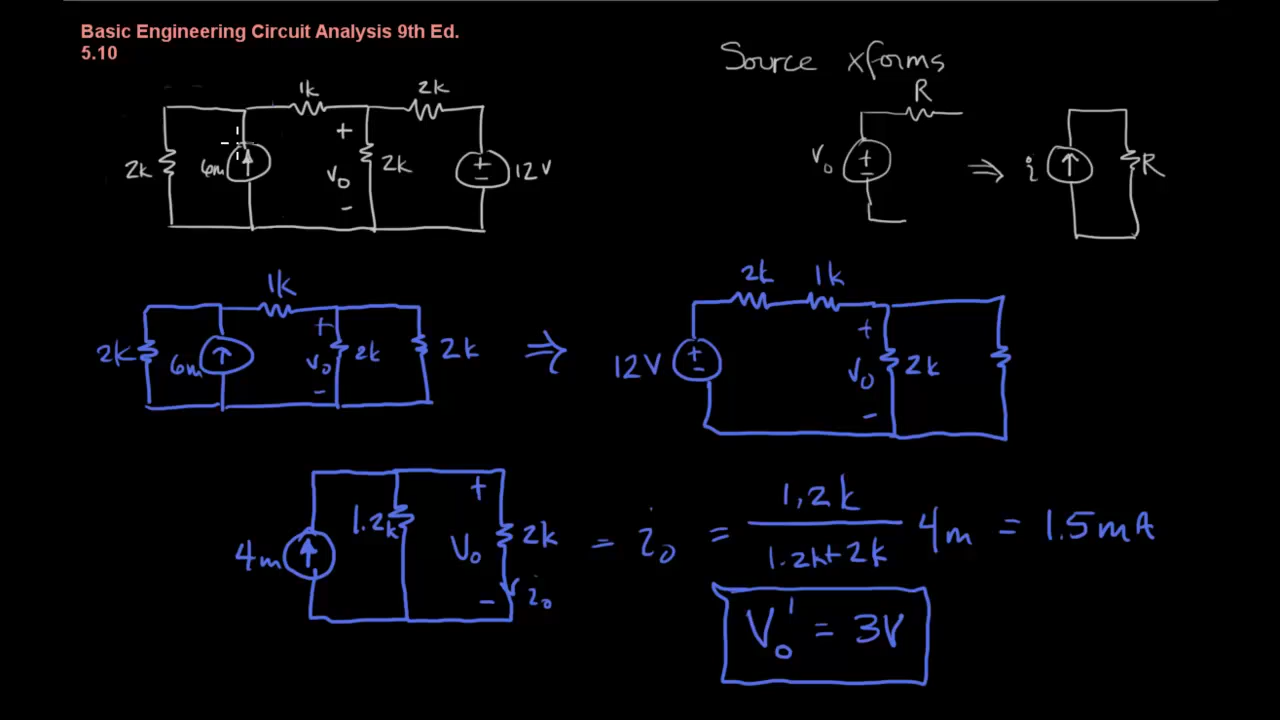 Basic Engineering Circuit Analysis 9th Ed.
5.10
Source xforms
1k
2k
2k
6m
+
V₀
-
2k
+
-
12V
R
V₀
+
-
⇒
i
R
1k
2k
6m
+
V₀
-
2k
2k
⇒
2k
1k
12V
+
-
+
V₀
-
2k
4m
1.2k
+
V₀
-
2k
i₀
= i₀ = 1.2k / 1.2k+2k 4m = 1.5mA
V₀' = 3V